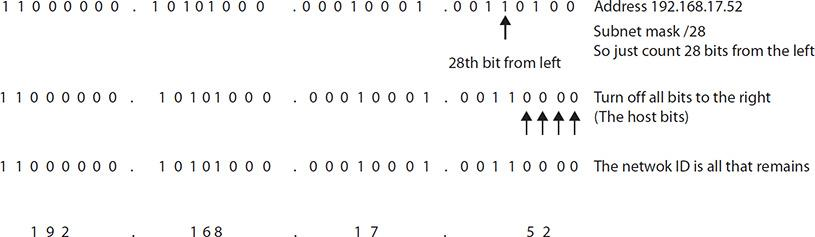 1 1 0 0 0 0 0 0 . 1 0 1 0 1 0 0 0 . 0 0 0 1 0 0 0 1 . 0 0 1 1 0 1 0 0 Address 192.168.17.52
Subnet mask /28
So just count 28 bits from the left
28th bit from left
1 1 0 0 0 0 0 0 . 1 0 1 0 1 0 0 0 . 0 0 0 1 0 0 0 1 . 0 0 1 1 0 0 0 0 Turn off all bits to the right
(The host bits)
1 1 0 0 0 0 0 0 . 1 0 1 0 1 0 0 0 . 0 0 0 1 0 0 0 1 . 0 0 1 1 0 0 0 0 The netwok ID is all that remains
1 9 2 . 1 6 8 . 1 7 . 5 2